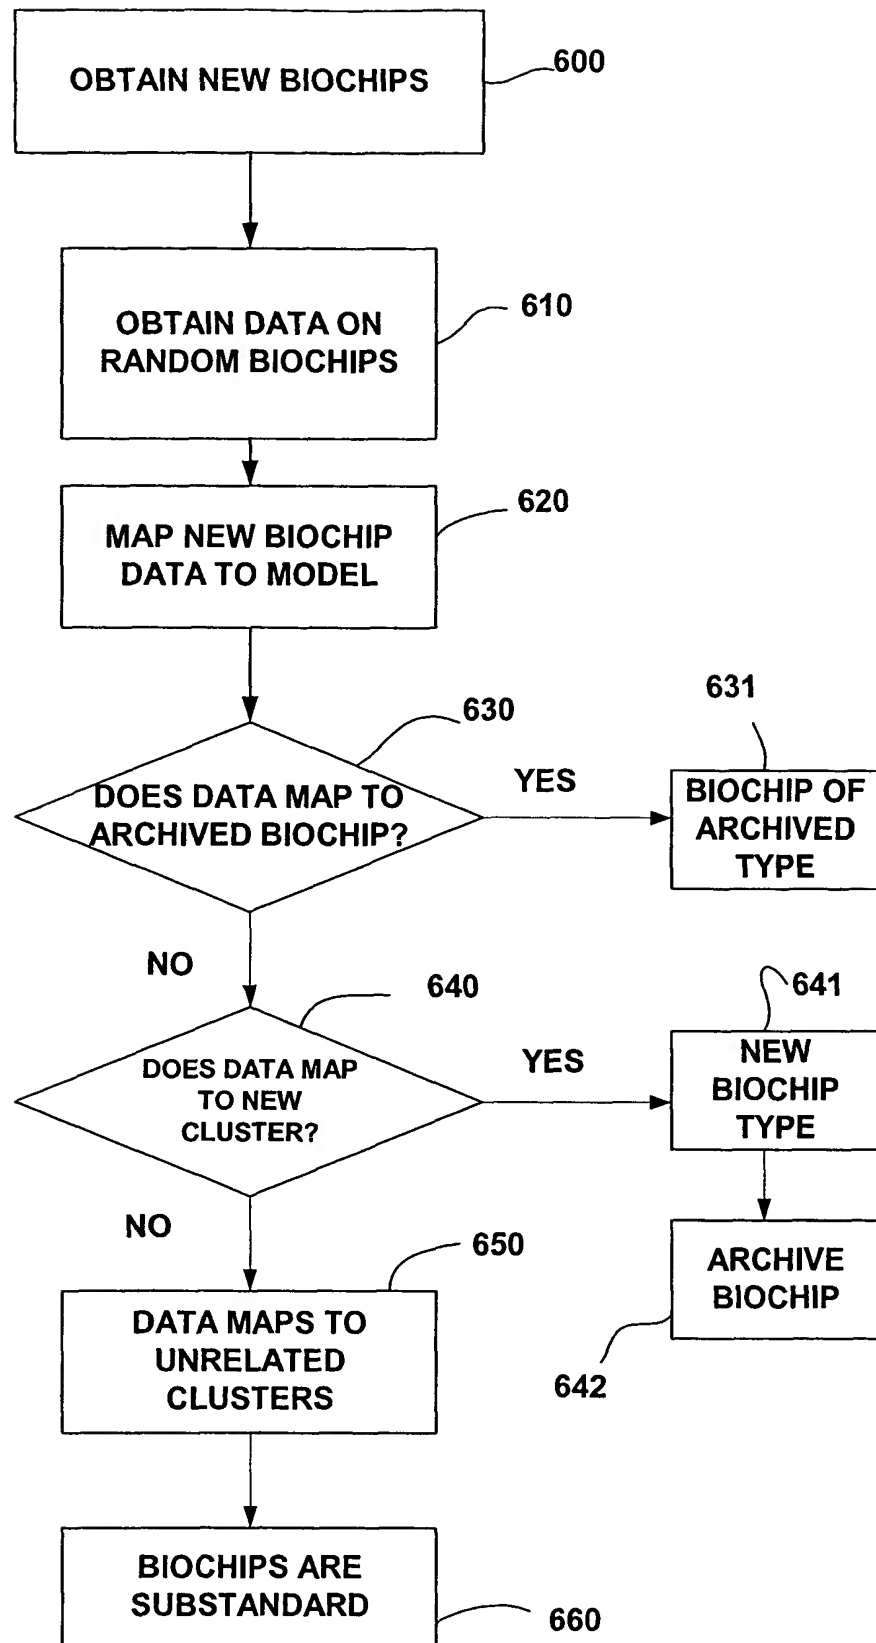 OBTAIN NEW BIOCHIPS
600
OBTAIN DATA ON
RANDOM BIOCHIPS
610
MAP NEW BIOCHIP
DATA TO MODEL
620
DOES DATA MAP TO
ARCHIVED BIOCHIP?
630
YES
631
BIOCHIP OF
ARCHIVED
TYPE
NO
DOES DATA MAP
TO NEW
CLUSTER?
640
YES
641
NEW
BIOCHIP
TYPE
NO
ARCHIVE
BIOCHIP
642
DATA MAPS TO
UNRELATED
CLUSTERS
650
BIOCHIPS ARE
SUBSTANDARD
660